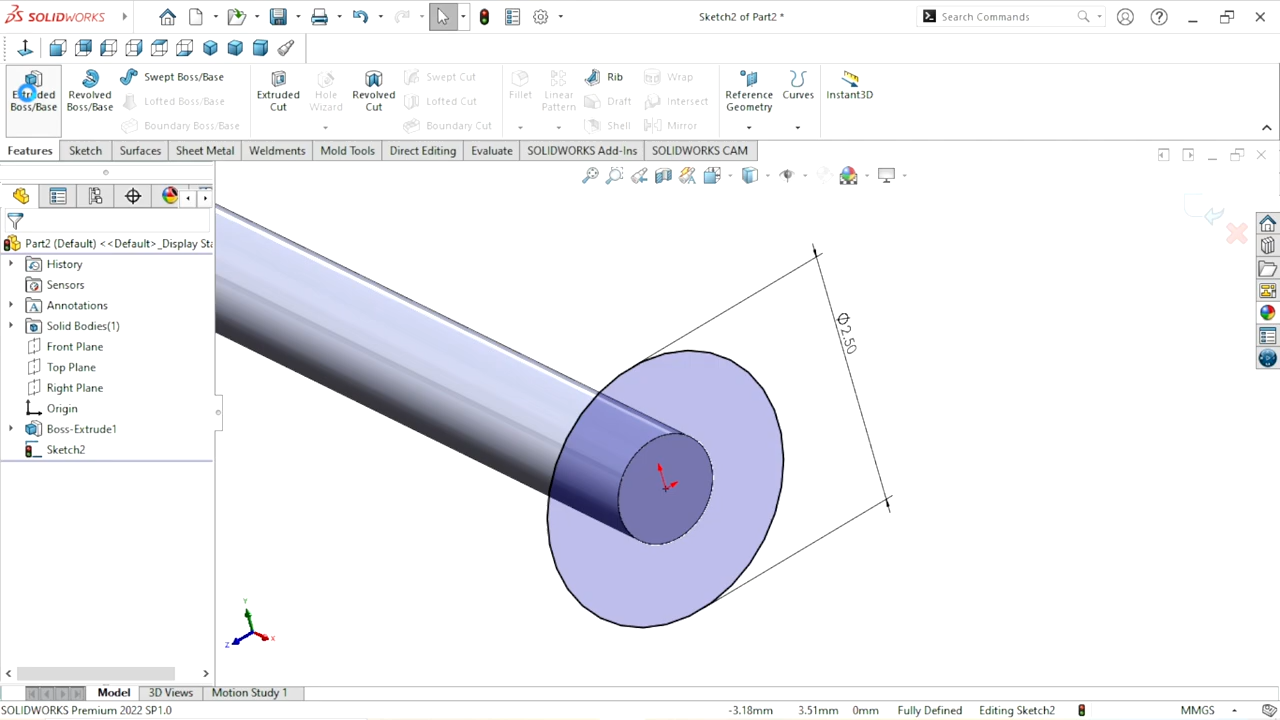 SOLIDWORKS
Sketch2 of Part2 *
Search Commands
Extruded Boss/Base
Revolved Boss/Base
Swept Boss/Base
Lofted Boss/Base
Boundary Boss/Base
Extruded Cut
Hole Wizard
Revolved Cut
Swept Cut
Lofted Cut
Boundary Cut
Fillet
Linear Pattern
Rib
Draft
Shell
Wrap
Intersect
Mirror
Reference Geometry
Curves
Instant3D
Features
Sketch
Surfaces
Sheet Metal
Weldments
Mold Tools
Direct Editing
Evaluate
SOLIDWORKS Add-Ins
SOLIDWORKS CAM
Part2 (Default) <<Default>_Display Sta
History
Sensors
Annotations
Solid Bodies(1)
Front Plane
Top Plane
Right Plane
Origin
Boss-Extrude1
Sketch2
Ø2.50
Y
Z
X
Model
3D Views
Motion Study 1
SOLIDWORKS Premium 2022 SP1.0
-3.18mm
3.51mm
0mm
Fully Defined
Editing Sketch2
MMGS